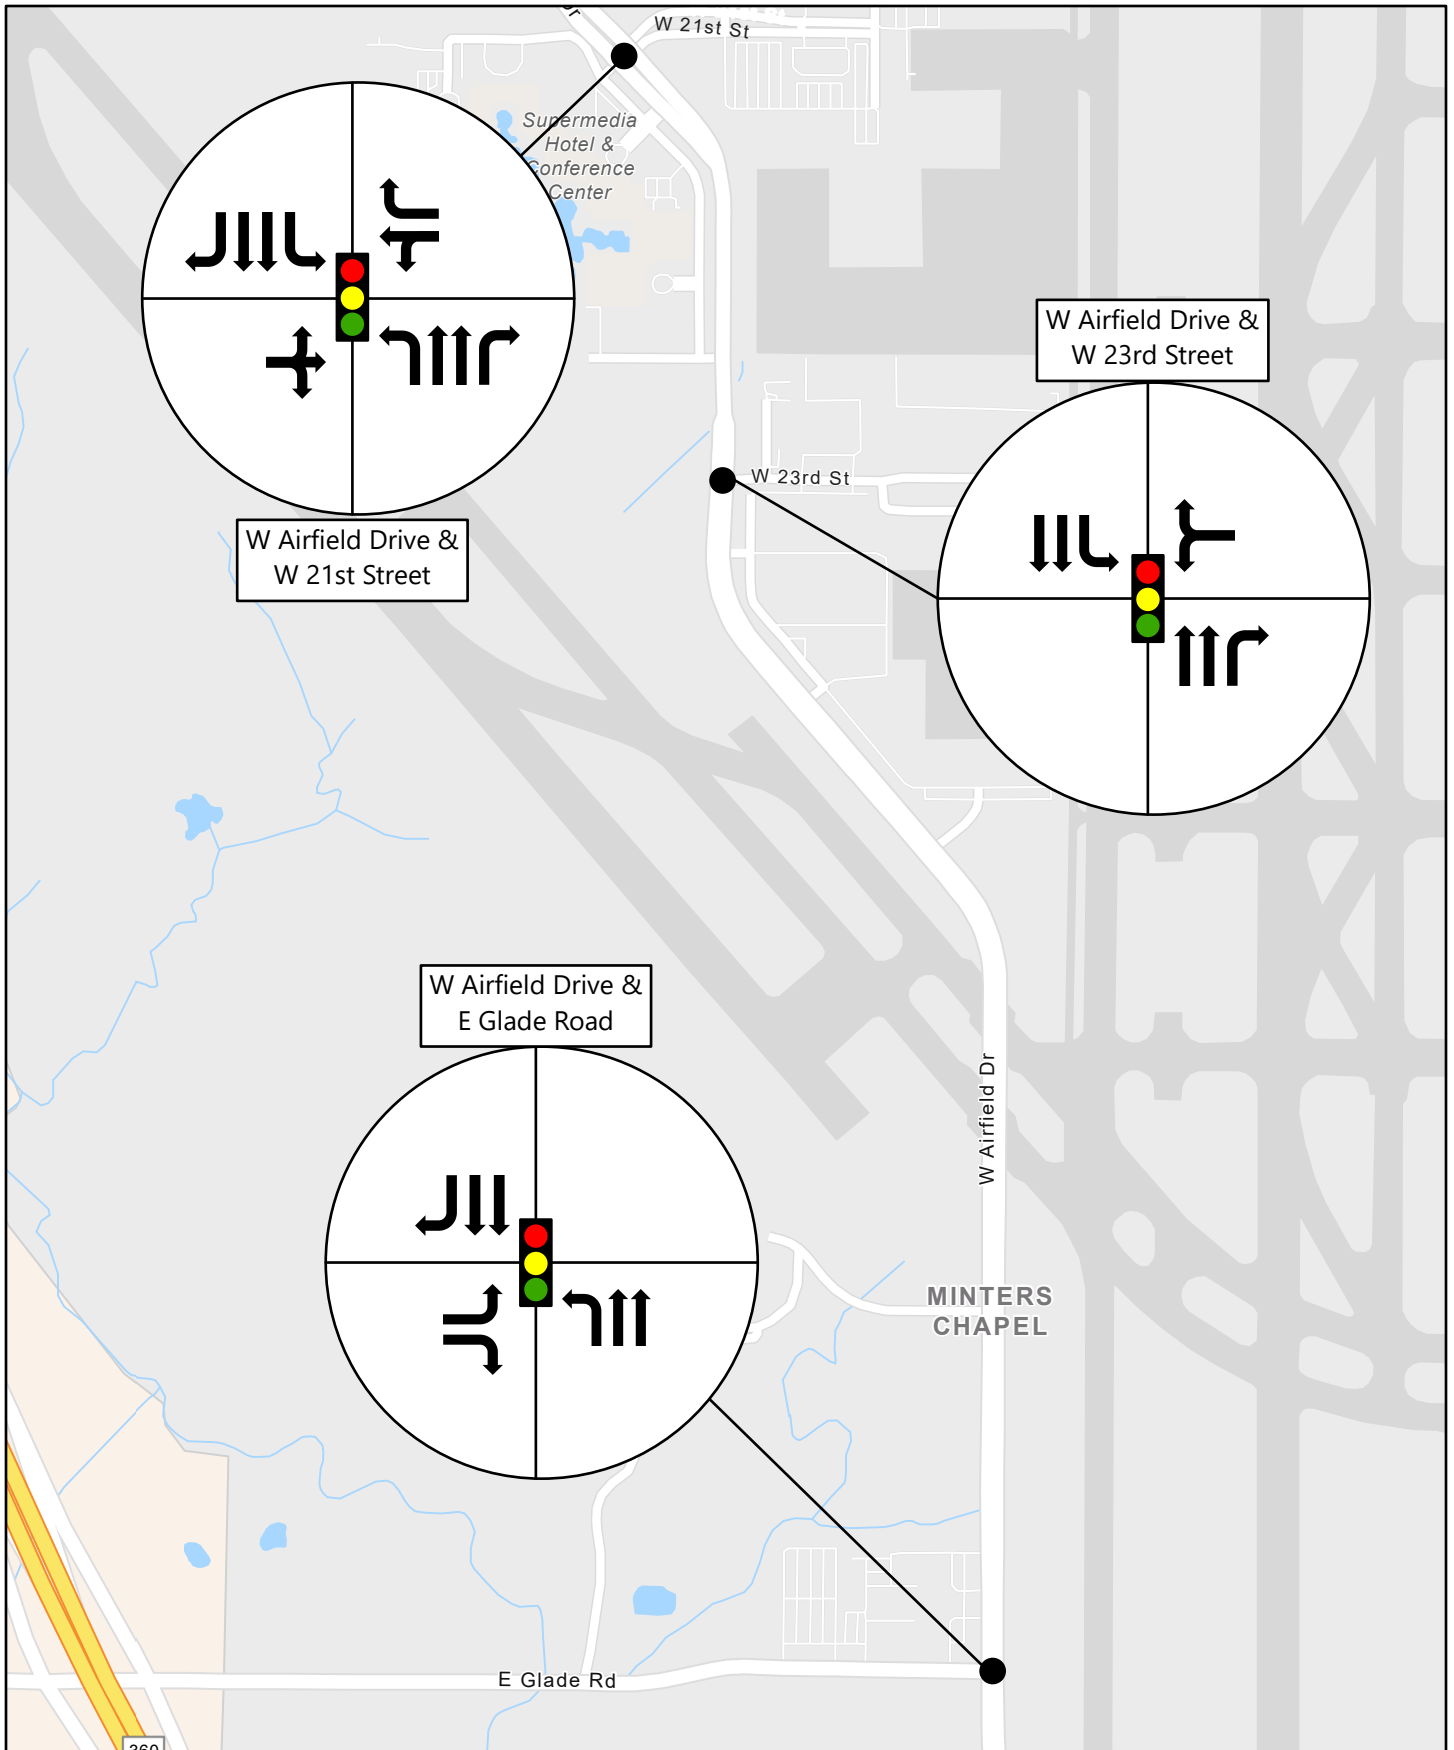 W 21st St
Supermedia
Hotel &
Conference
Center
W Airfield Drive &
W 23rd Street
W 23rd St
W Airfield Drive &
W 21st Street
W Airfield Drive &
E Glade Road
W Airfield Dr
MINTERS
CHAPEL
E Glade Rd
360